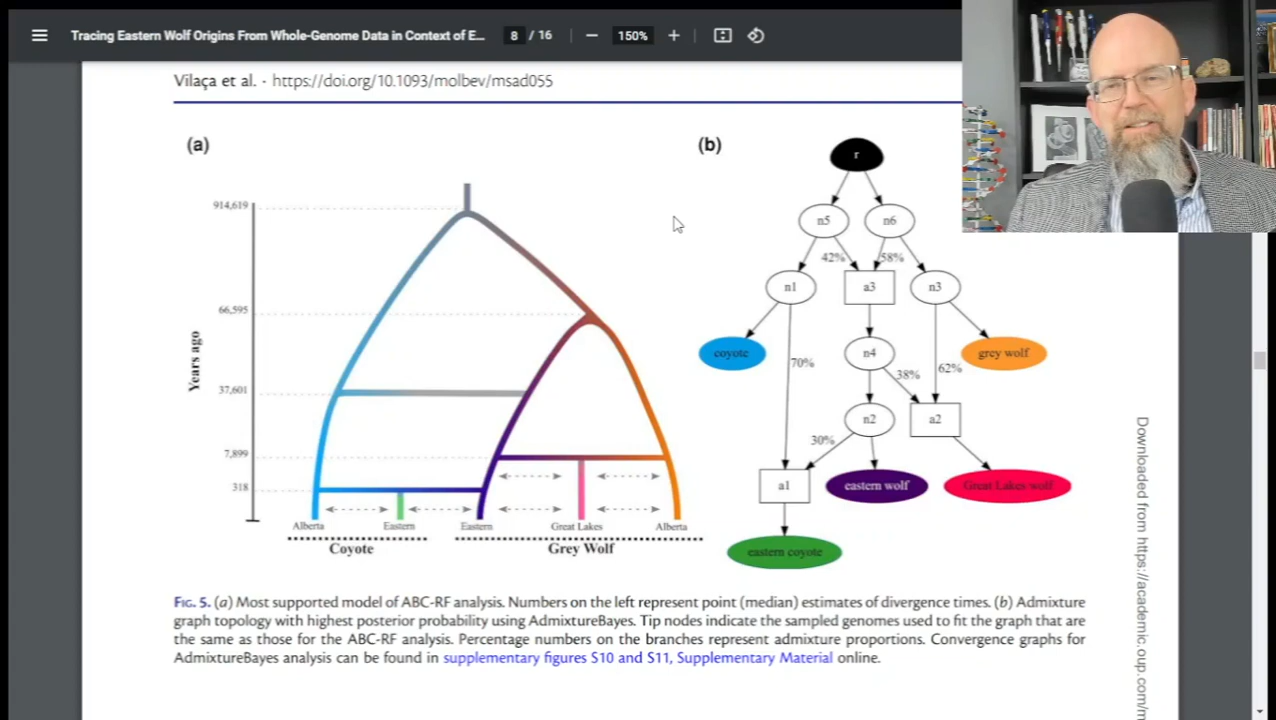 Tracing Eastern Wolf Origins From Whole-Genome Data in Context of E...
8 / 16
150%
Vilaça et al. · https://doi.org/10.1093/molbev/msad055
(a)
914,619
66,595
37,601
7,899
318
Years ago
Alberta
Eastern
Eastern
Great Lakes
Alberta
Coyote
Grey Wolf
(b)
r
n5
n6
42%
58%
n1
a3
n3
coyote
70%
n4
38%
62%
grey wolf
n2
a2
30%
a1
eastern wolf
Great Lakes wolf
eastern coyote
FIG. 5. (a) Most supported model of ABC-RF analysis. Numbers on the left represent point (median) estimates of divergence times. (b) Admixture
graph topology with highest posterior probability using AdmixtureBayes. Tip nodes indicate the sampled genomes used to fit the graph that are
the same as those for the ABC-RF analysis. Percentage numbers on the branches represent admixture proportions. Convergence graphs for
AdmixtureBayes analysis can be found in supplementary figures S10 and S11, Supplementary Material online.
Downloaded from https://academic.oup.com/m